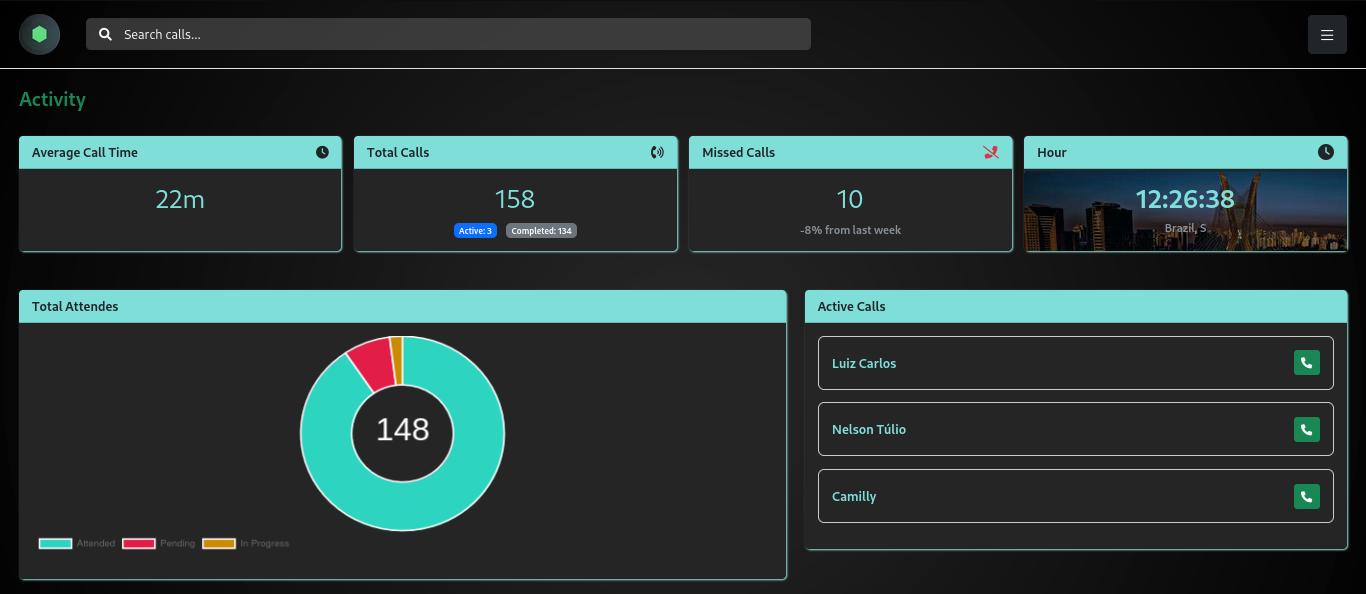 Search calls...
Activity
Average Call Time
22m
Total Calls
158
Active: 3 Completed: 134
Missed Calls
10
-8% from last week
Hour
12:26:38
Brazil, S
Total Attendes
148
Attended Pending In Progress
Active Calls
Luiz Carlos
Nelson Túlio
Camilly